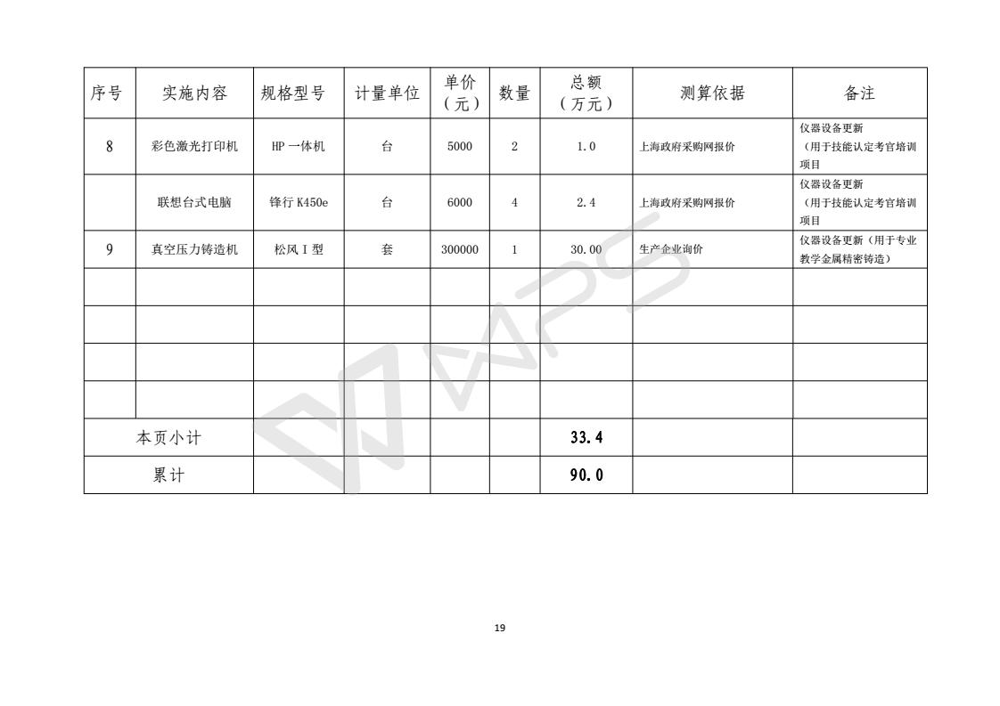 序号 实施内容 规格型号 计量单位 单价（元） 数量 总额（万元） 测算依据 备注
8 彩色激光打印机 HP 一体机 台 5000 2 1.0 上海政府采购网报价 仪器设备更新
（用于技能认定考官培训
项目
联想台式电脑 锋行 K450e 台 6000 4 2.4 上海政府采购网报价 仪器设备更新
（用于技能认定考官培训
项目
9 真空压力铸造机 松风 I 型 套 300000 1 30.00 生产企业询价 仪器设备更新（用于专业
教学金属精密铸造）
本页小计 33.4
累计 90.0
WPS
19